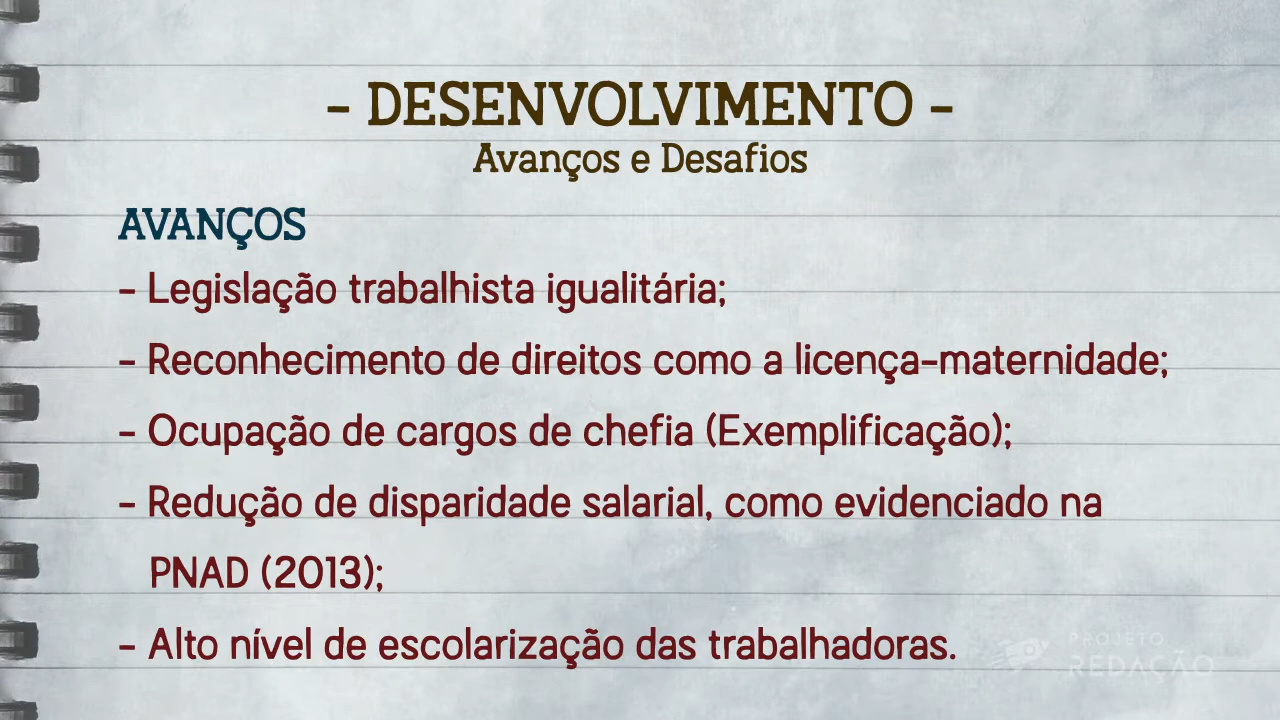 - DESENVOLVIMENTO -
Avanços e Desafios
AVANÇOS
- Legislação trabalhista igualitária;
- Reconhecimento de direitos como a licença-maternidade;
- Ocupação de cargos de chefia (Exemplificação);
- Redução de disparidade salarial, como evidenciado na
PNAD (2013);
- Alto nível de escolarização das trabalhadoras.
PROJETO
REDAÇÃO